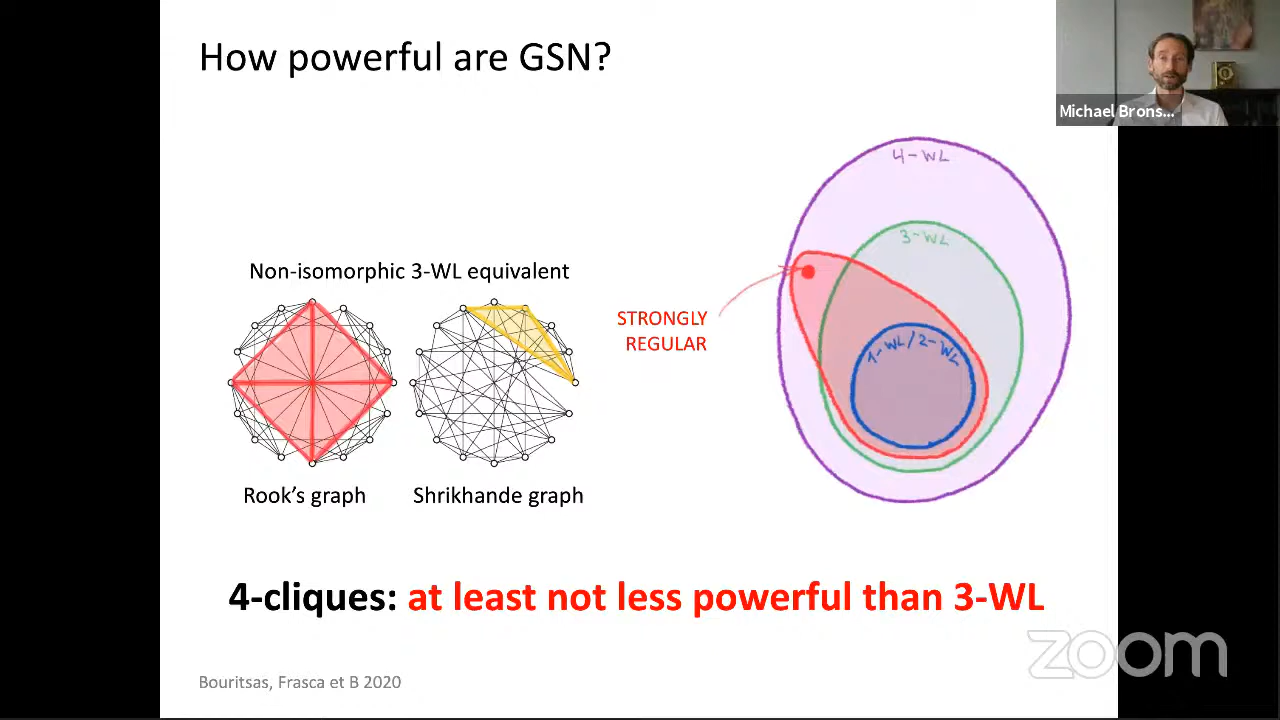 How powerful are GSN?
Michael Brons...
4-WL
3-WL
Non-isomorphic 3-WL equivalent
STRONGLY
REGULAR
1-WL/2-WL
Rook's graph
Shrikhande graph
4-cliques: at least not less powerful than 3-WL
zoom
Bouritsas, Frasca et B 2020